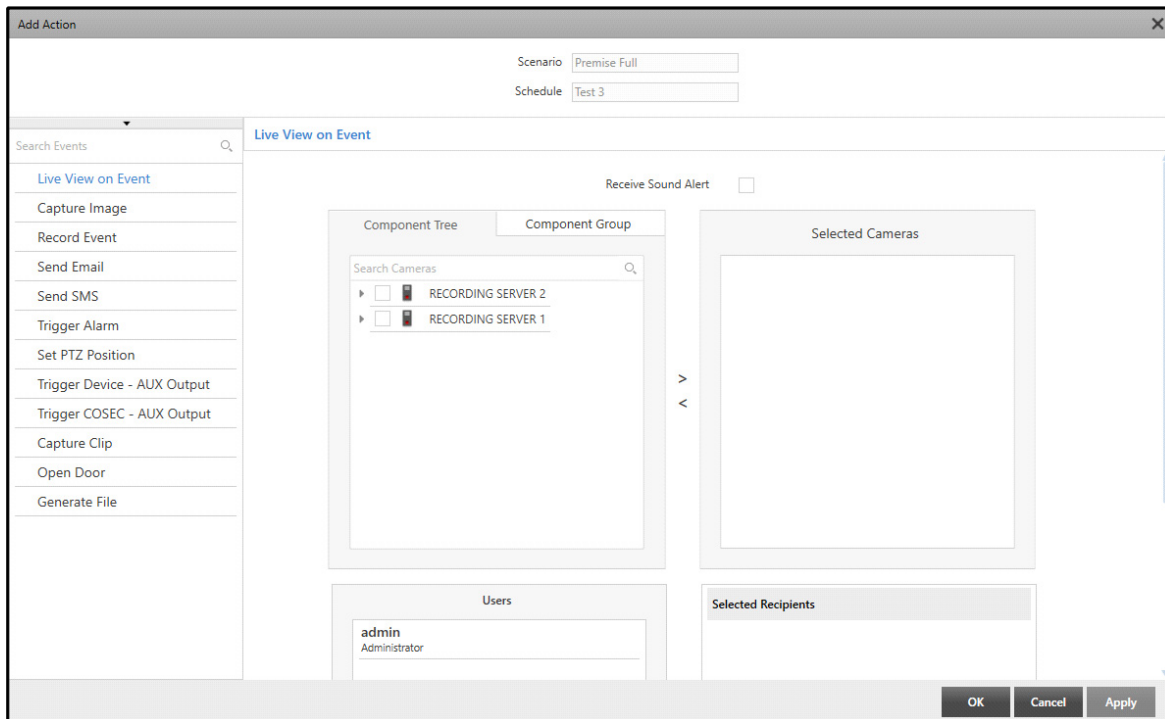 Add Action
Scenario Premise Full
Schedule Test 3
Search Events
Live View on Event
Capture Image
Record Event
Send Email
Send SMS
Trigger Alarm
Set PTZ Position
Trigger Device - AUX Output
Trigger COSEC - AUX Output
Capture Clip
Open Door
Generate File
Live View on Event
Receive Sound Alert
Component Tree Component Group
Search Cameras
RECORDING SERVER 2
RECORDING SERVER 1
>
<
Selected Cameras
Users
admin
Administrator
Selected Recipients
OK Cancel Apply